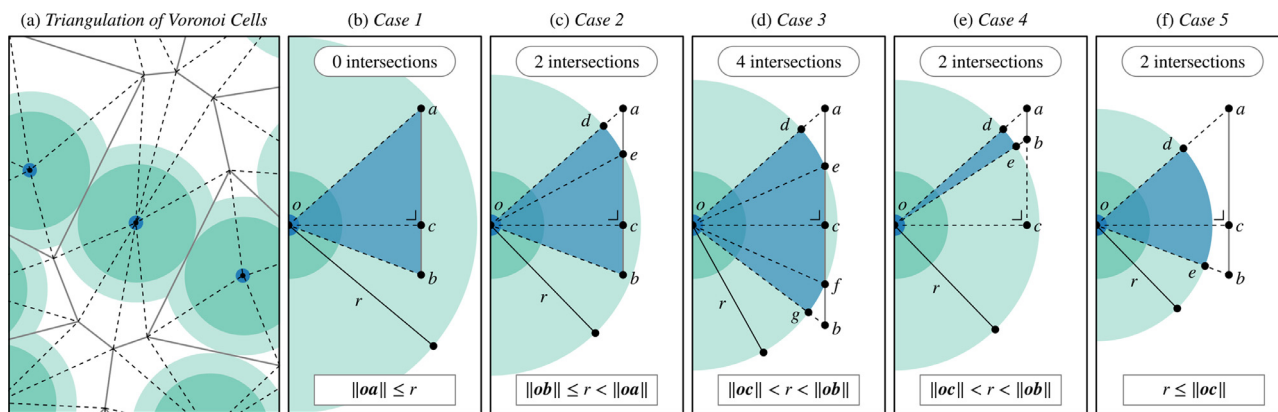 (a) Triangulation of Voronoi Cells
(b) Case 1
(c) Case 2
(d) Case 3
(e) Case 4
(f) Case 5
0 intersections
a
o
c
b
r
‖oa‖ ≤ r
2 intersections
a
d
e
o
c
b
r
‖ob‖ ≤ r < ‖oa‖
4 intersections
a
d
e
o
c
f
r
g
b
‖oc‖ < r < ‖ob‖
2 intersections
a
d
b
e
o
c
r
‖oc‖ < r < ‖ob‖
2 intersections
a
d
o
c
e
b
r
r ≤ ‖oc‖